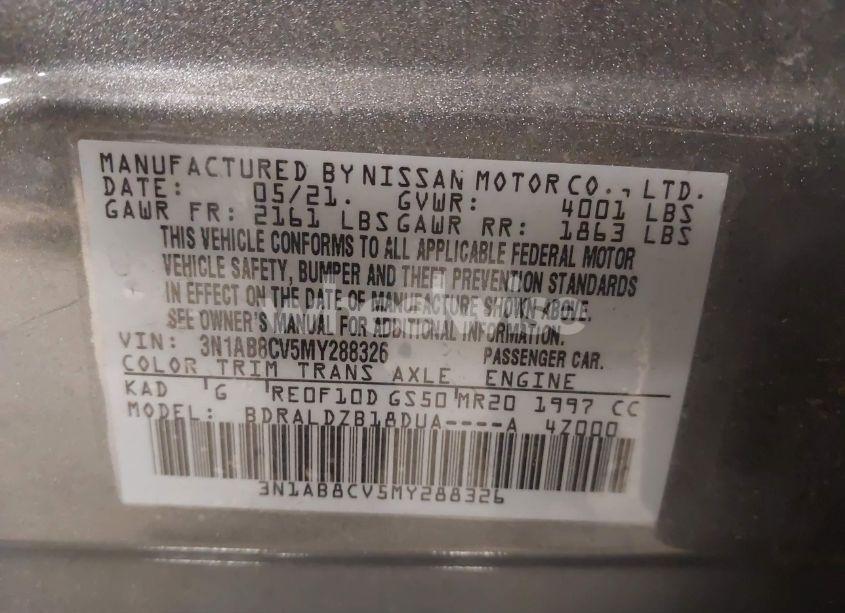 MANUFACTURED BY NISSAN MOTOR CO., LTD.
DATE: 05/21. GVWR: 4001 LBS
GAWR FR: 2161 LBS GAWR RR: 1863 LBS
THIS VEHICLE CONFORMS TO ALL APPLICABLE FEDERAL MOTOR
VEHICLE SAFETY, BUMPER AND THEFT PREVENTION STANDARDS
IN EFFECT ON THE DATE OF MANUFACTURE SHOWN ABOVE.
SEE OWNER'S MANUAL FOR ADDITIONAL INFORMATION.
VIN: 3N1AB8CV5MY288326 PASSENGER CAR.
COLOR TRIM TRANS AXLE ENGINE
KAD G RE0F10D GS50 MR20 1997 CC
MODEL: BDRALDZB18DUA----A 4Z000
3N1AB8CV5MY288326